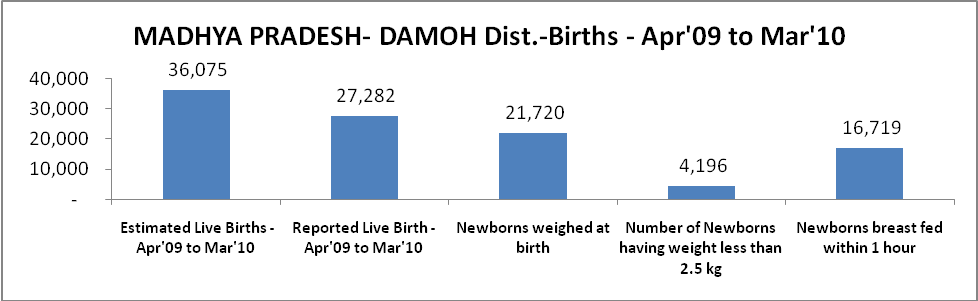 MADHYA PRADESH- DAMOH Dist.-Births - Apr'09 to Mar'10
40,000
30,000
20,000
10,000
-
36,075
27,282
21,720
4,196
16,719
Estimated Live Births -
Apr'09 to Mar'10
Reported Live Birth -
Apr'09 to Mar'10
Newborns weighed at
birth
Number of Newborns
having weight less than
2.5 kg
Newborns breast fed
within 1 hour